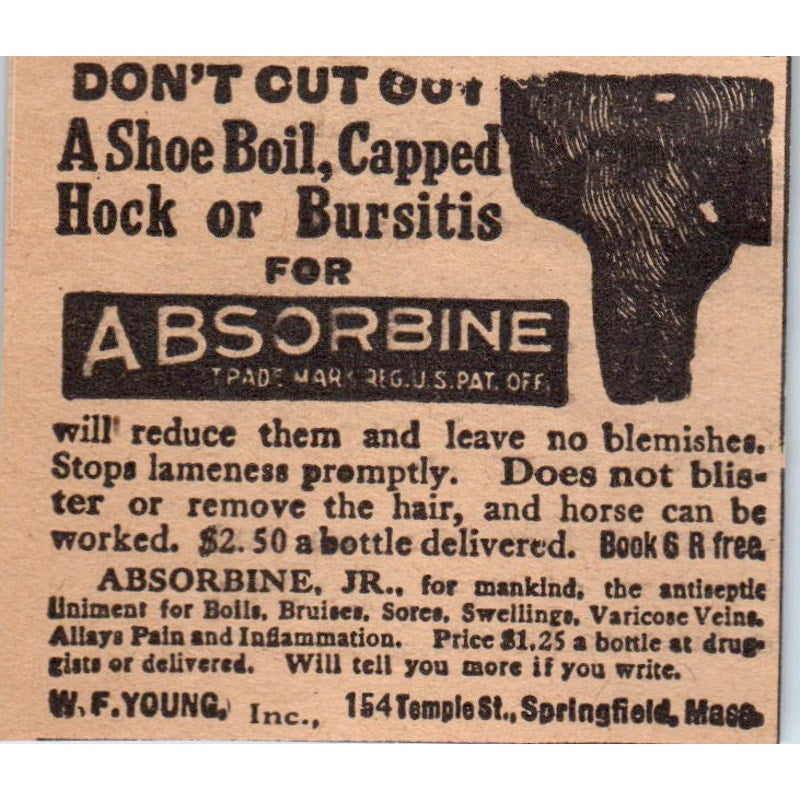 DON'T CUT OUT
A Shoe Boil, Capped
Hock or Bursitis
FOR
ABSORBINE
TRADE MARK REG. U.S. PAT. OFF.
will reduce them and leave no blemishes.
Stops lameness promptly. Does not blis-
ter or remove the hair, and horse can be
worked. $2.50 a bottle delivered. Book 6 R free.
ABSORBINE, JR., for mankind, the antiseptic
liniment for Boils, Bruises, Sores, Swellings, Varicose Veins.
Allays Pain and Inflammation. Price $1.25 a bottle at drug-
gists or delivered. Will tell you more if you write.
W. F. YOUNG, Inc., 154 Temple St., Springfield, Mass.